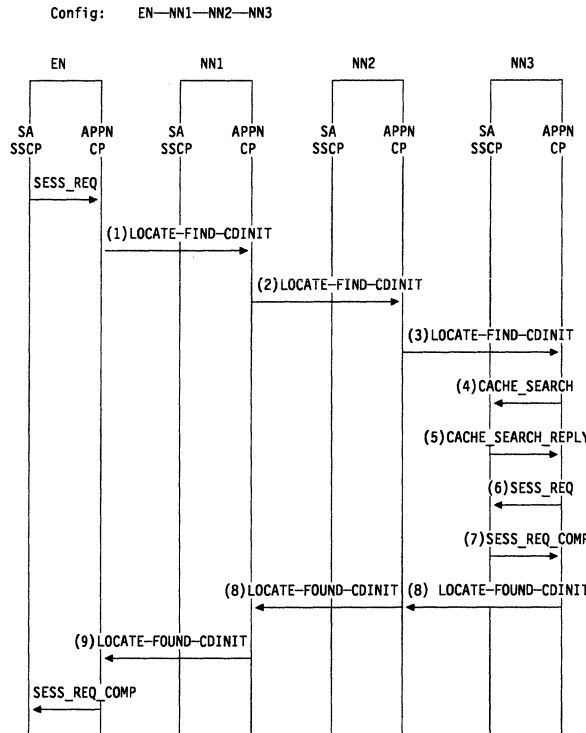 Config: EN—NN1—NN2—NN3
EN NN1 NN2 NN3
SA APPN SA APPN SA APPN SA APPN
SSCP CP SSCP CP SSCP CP SSCP CP
SESS_REQ
(1)LOCATE-FIND-CDINIT
(2)LOCATE-FIND-CDINIT
(3)LOCATE-FIND-CDINIT
(4)CACHE_SEARCH
(5)CACHE_SEARCH_REPLY
(6)SESS_REQ
(7)SESS_REQ_COMP
(8)LOCATE-FOUND-CDINIT (8) LOCATE-FOUND-CDINIT
(9)LOCATE-FOUND-CDINIT
SESS_REQ_COMP